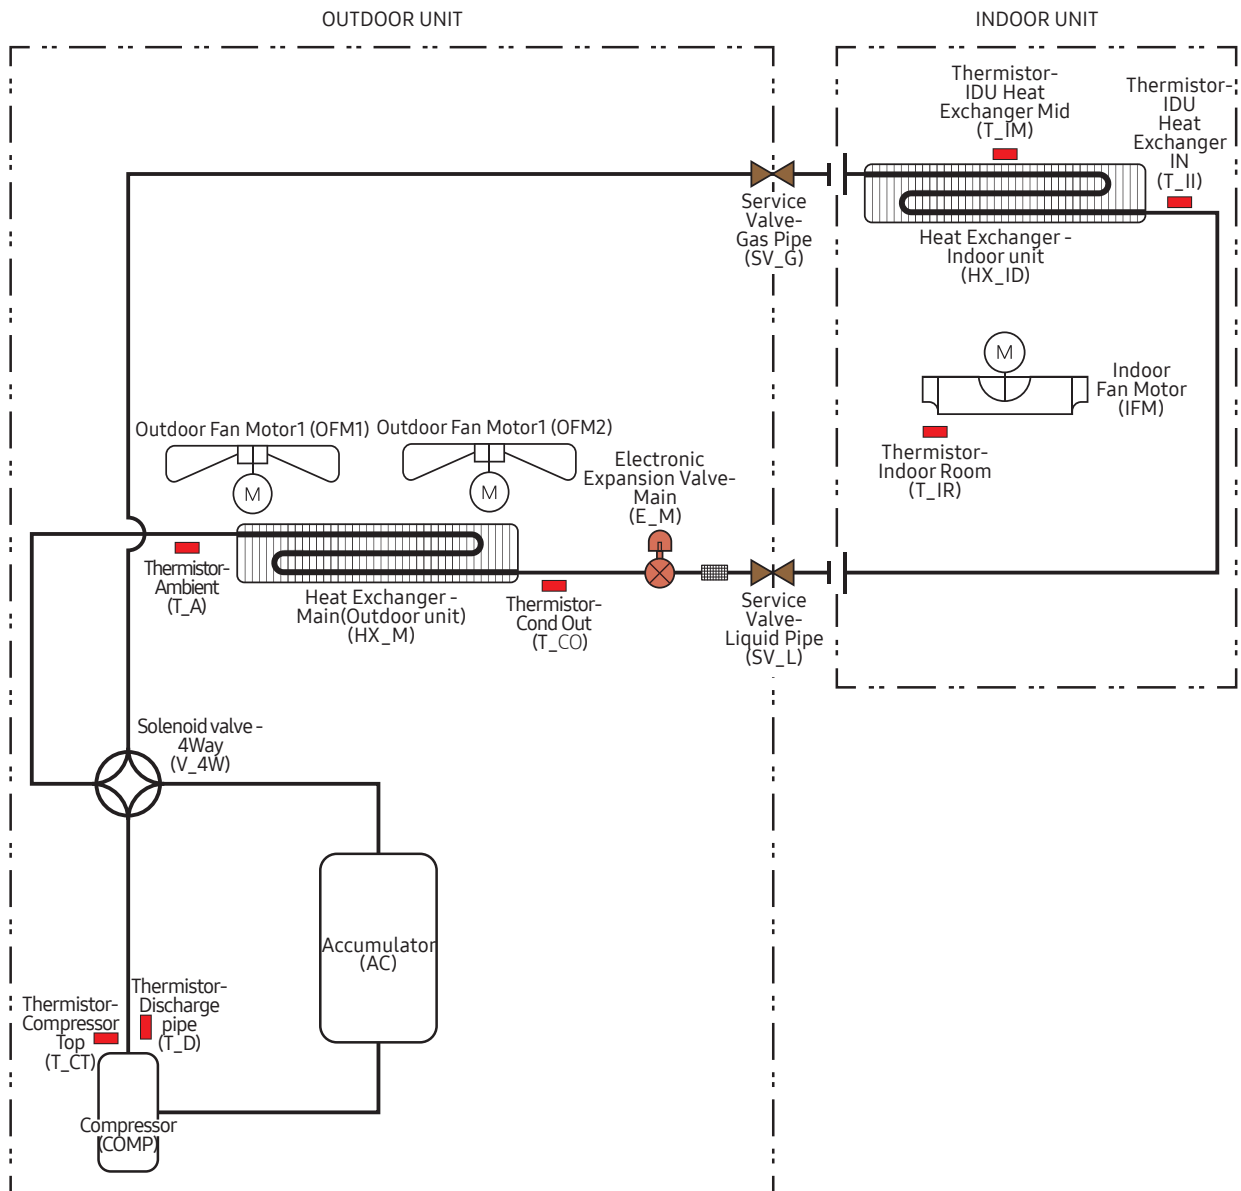 OUTDOOR UNIT
INDOOR UNIT
Thermistor-
IDU Heat
Exchanger Mid
(T_IM)
Thermistor-
IDU
Heat
Exchanger
IN
(T_II)
Service
Valve-
Gas Pipe
(SV_G)
Heat Exchanger -
Indoor unit
(HX_ID)
M
Indoor
Fan Motor
(IFM)
Thermistor-
Indoor Room
(T_IR)
Outdoor Fan Motor1 (OFM1)
Outdoor Fan Motor1 (OFM2)
M
M
Electronic
Expansion Valve-
Main
(E_M)
Thermistor-
Ambient
(T_A)
Heat Exchanger -
Main(Outdoor unit)
(HX_M)
Thermistor-
Cond Out
(T_CO)
Service
Valve-
Liquid Pipe
(SV_L)
Solenoid valve -
4Way
(V_4W)
Accumulator
(AC)
Thermistor-
Compressor
Top
(T_CT)
Thermistor-
Discharge
pipe
(T_D)
Compressor
(COMP)